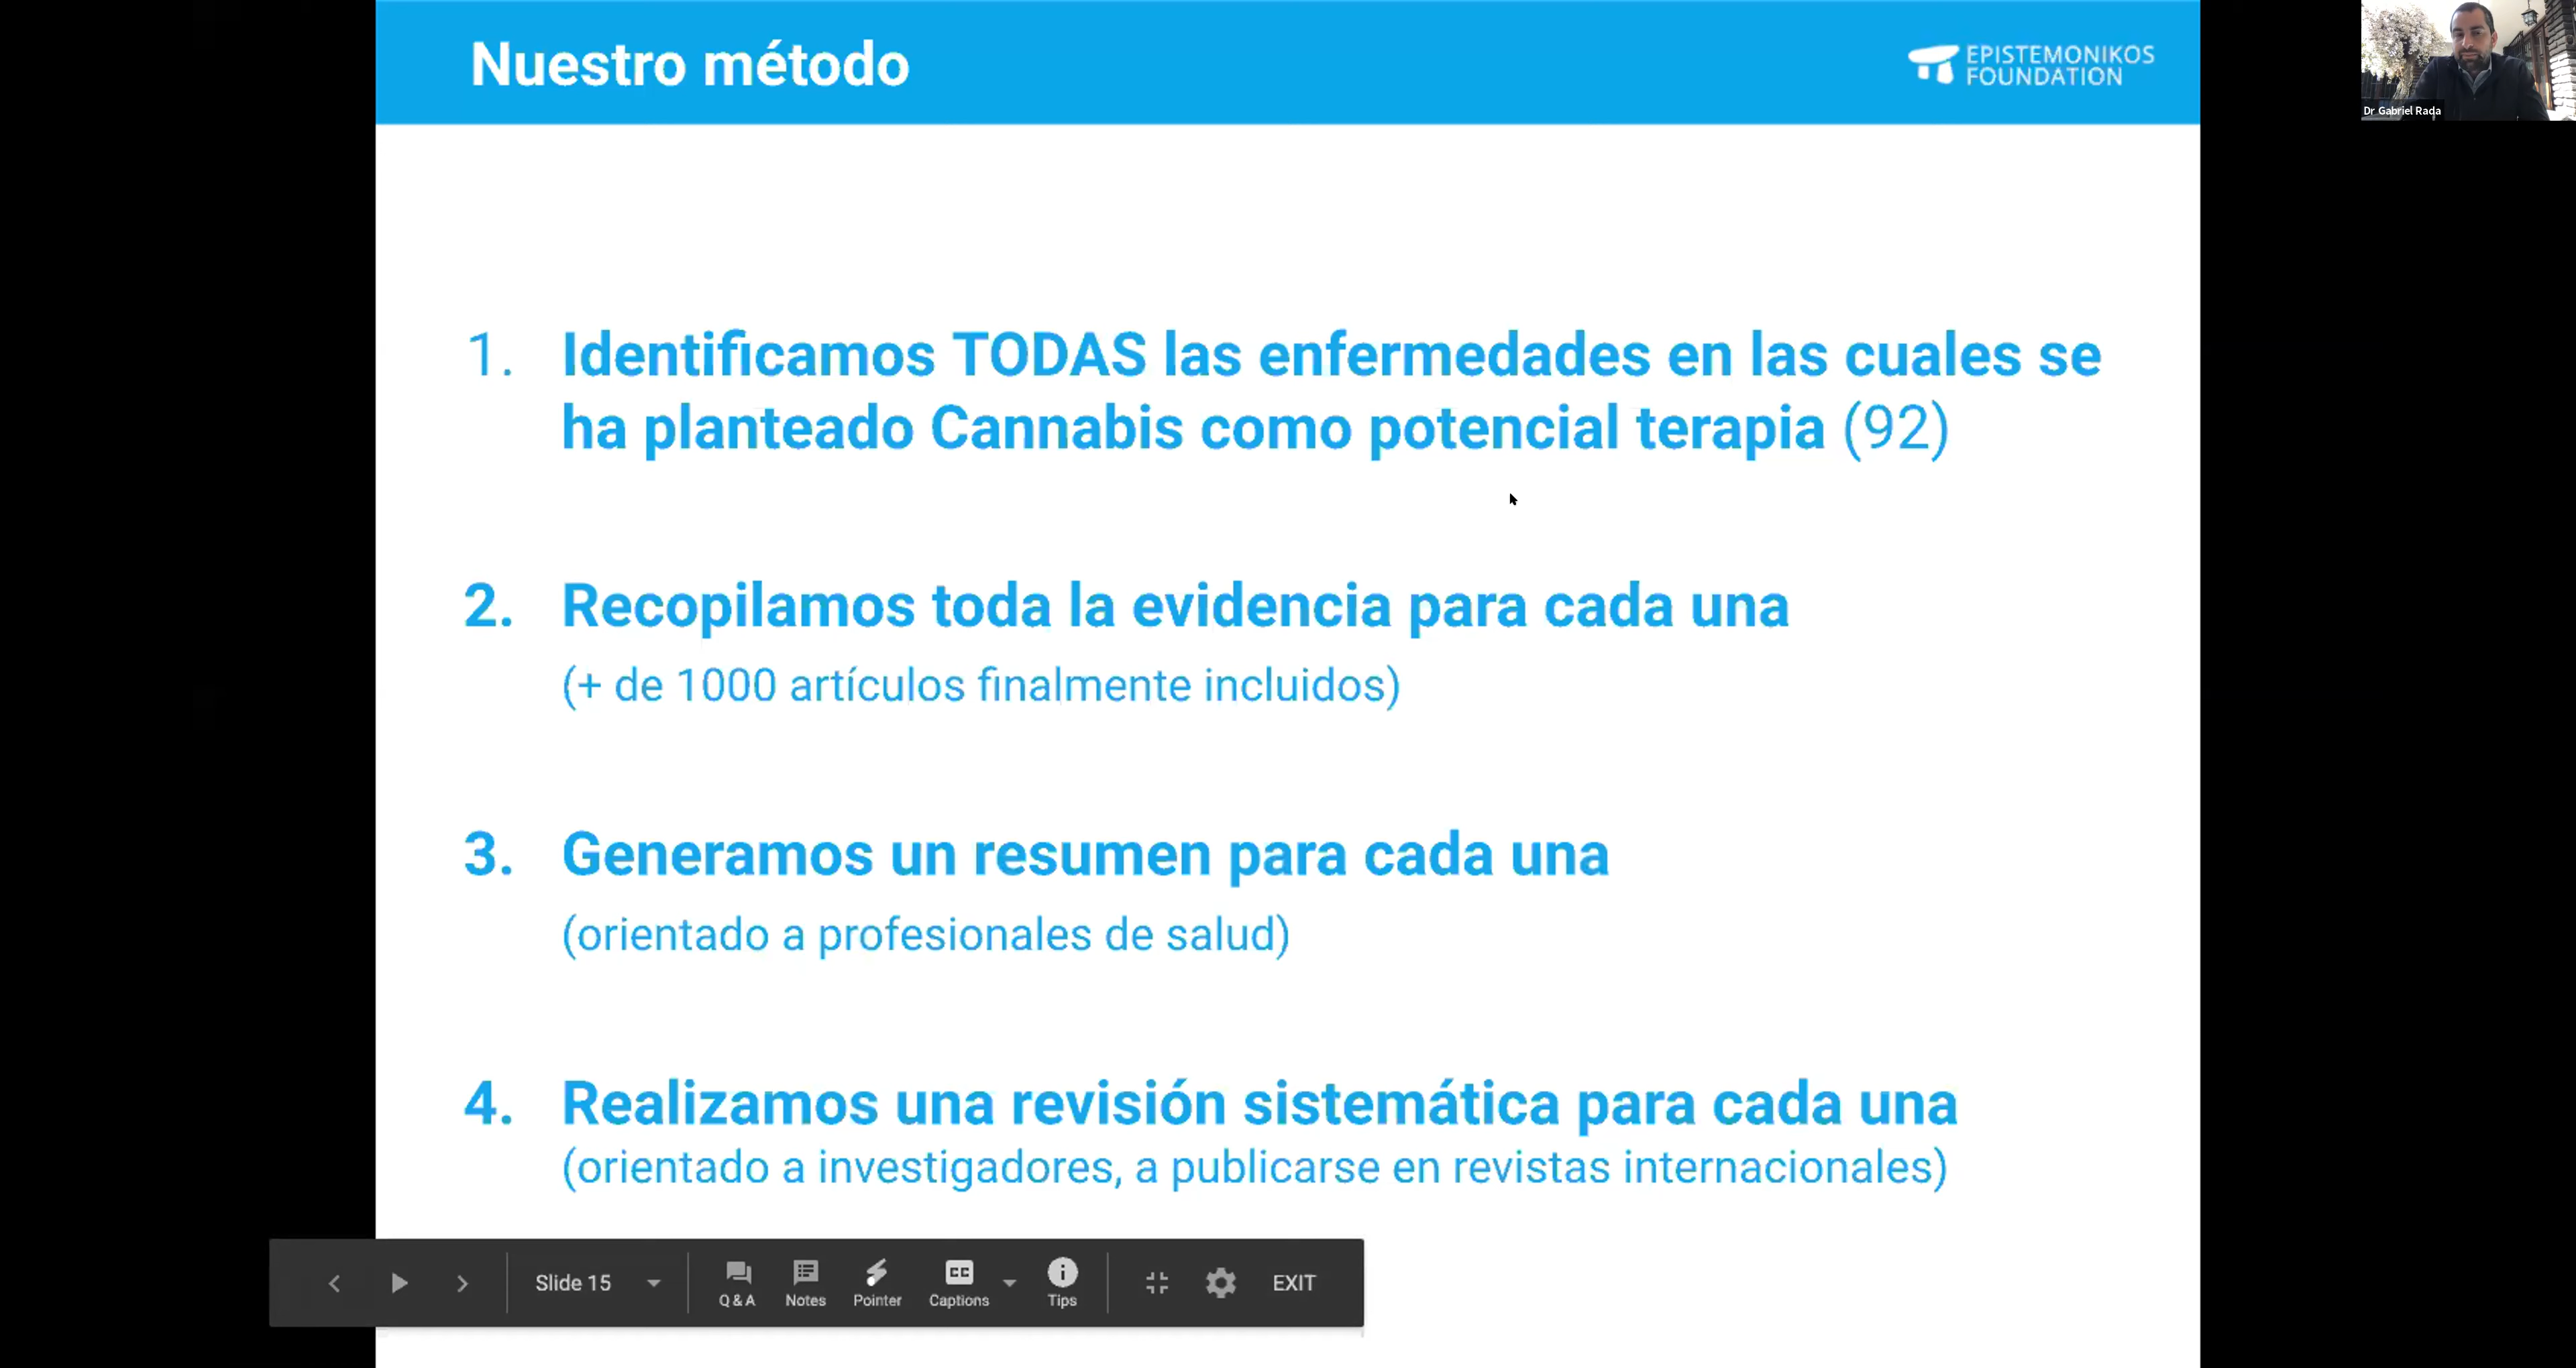 Nuestro método
EPISTEMONIKOS
FOUNDATION
Dr Gabriel Rada
1. Identificamos TODAS las enfermedades en las cuales se
ha planteado Cannabis como potencial terapia (92)
2. Recopilamos toda la evidencia para cada una
(+ de 1000 artículos finalmente incluidos)
3. Generamos un resumen para cada una
(orientado a profesionales de salud)
4. Realizamos una revisión sistemática para cada una
(orientado a investigadores, a publicarse en revistas internacionales)
Slide 15
Q & A
Notes
Pointer
CC
Captions
Tips
EXIT